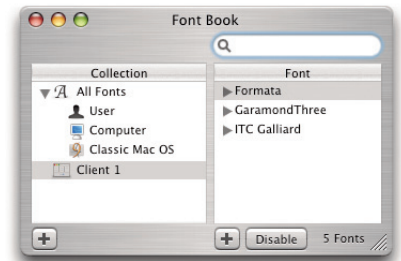 Font Book
Collection
Font
All Fonts
User
Computer
Classic Mac OS
Client 1
Formata
GaramondThree
ITC Galliard
Disable
5 Fonts